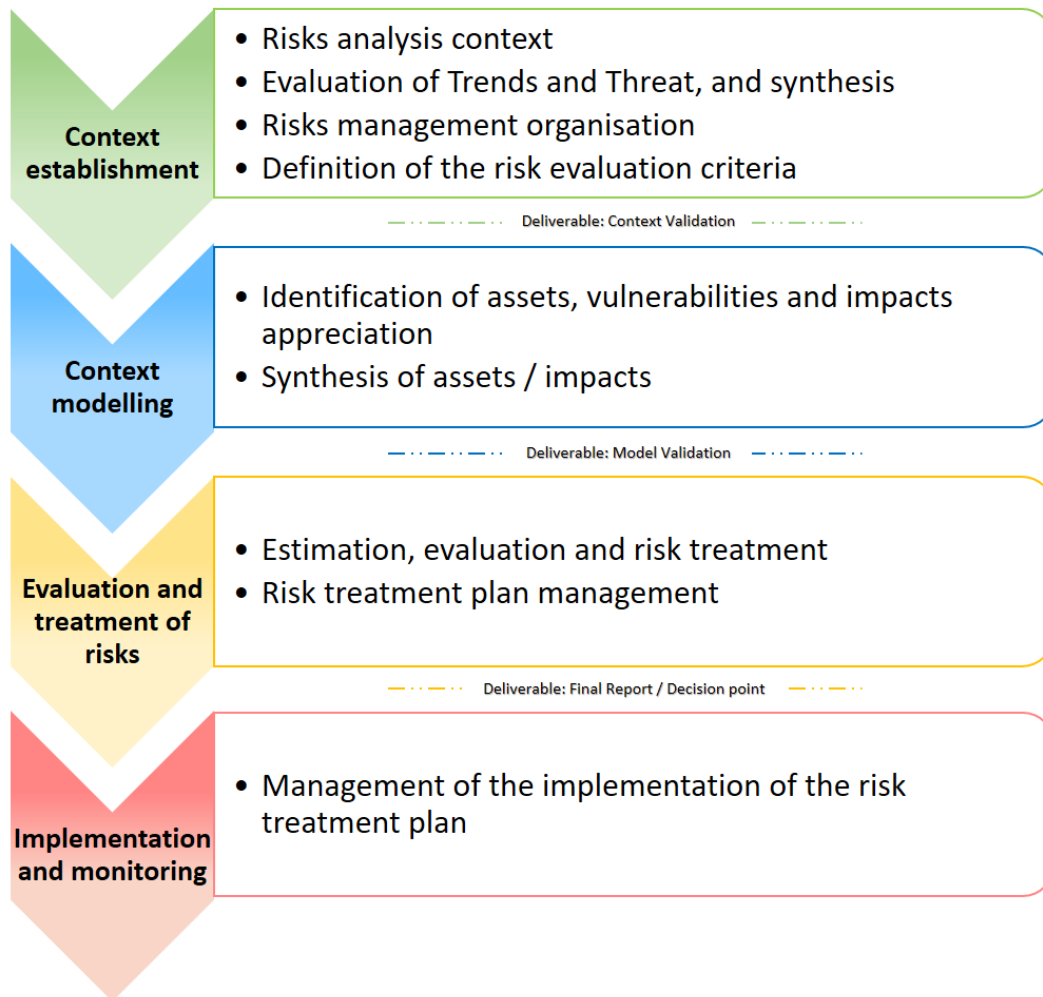 Context
establishment
• Risks analysis context
• Evaluation of Trends and Threat, and synthesis
• Risks management organisation
• Definition of the risk evaluation criteria
Deliverable: Context Validation
Context
modelling
• Identification of assets, vulnerabilities and impacts
appreciation
• Synthesis of assets / impacts
Deliverable: Model Validation
Evaluation and
treatment of
risks
• Estimation, evaluation and risk treatment
• Risk treatment plan management
Deliverable: Final Report / Decision point
Implementation
and monitoring
• Management of the implementation of the risk
treatment plan